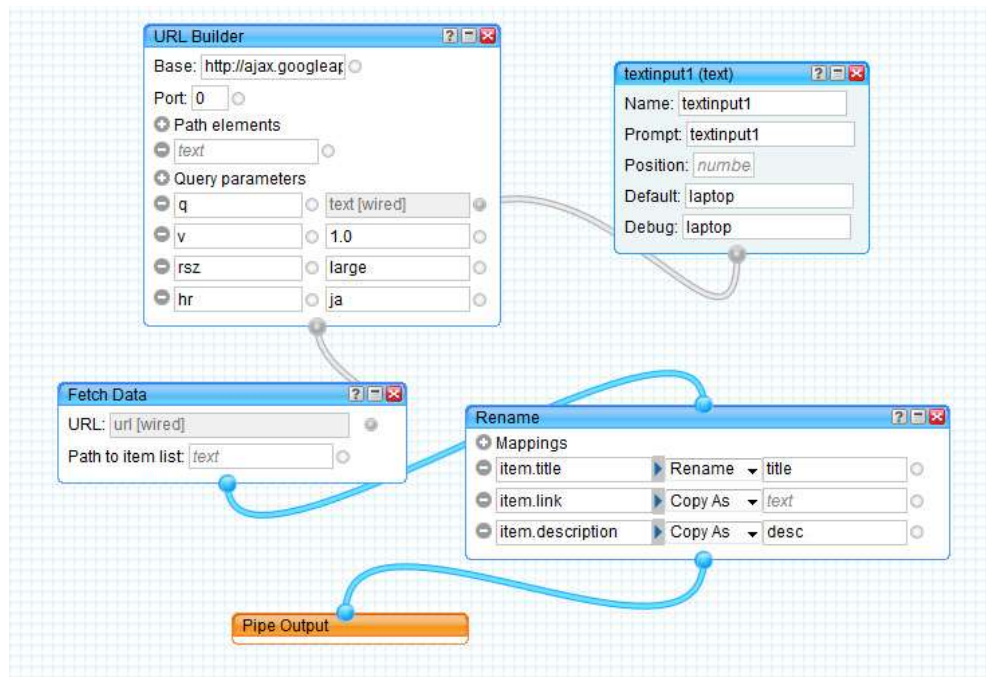 URL Builder
Base: http://ajax.googleap
Port: 0
Path elements
text
Query parameters
q text [wired]
v 1.0
rsz large
hr ja
textinput1 (text)
Name: textinput1
Prompt: textinput1
Position: numbe
Default: laptop
Debug: laptop
Fetch Data
URL: url [wired]
Path to item list: text
Rename
Mappings
item.title Rename title
item.link Copy As text
item.description Copy As desc
Pipe Output